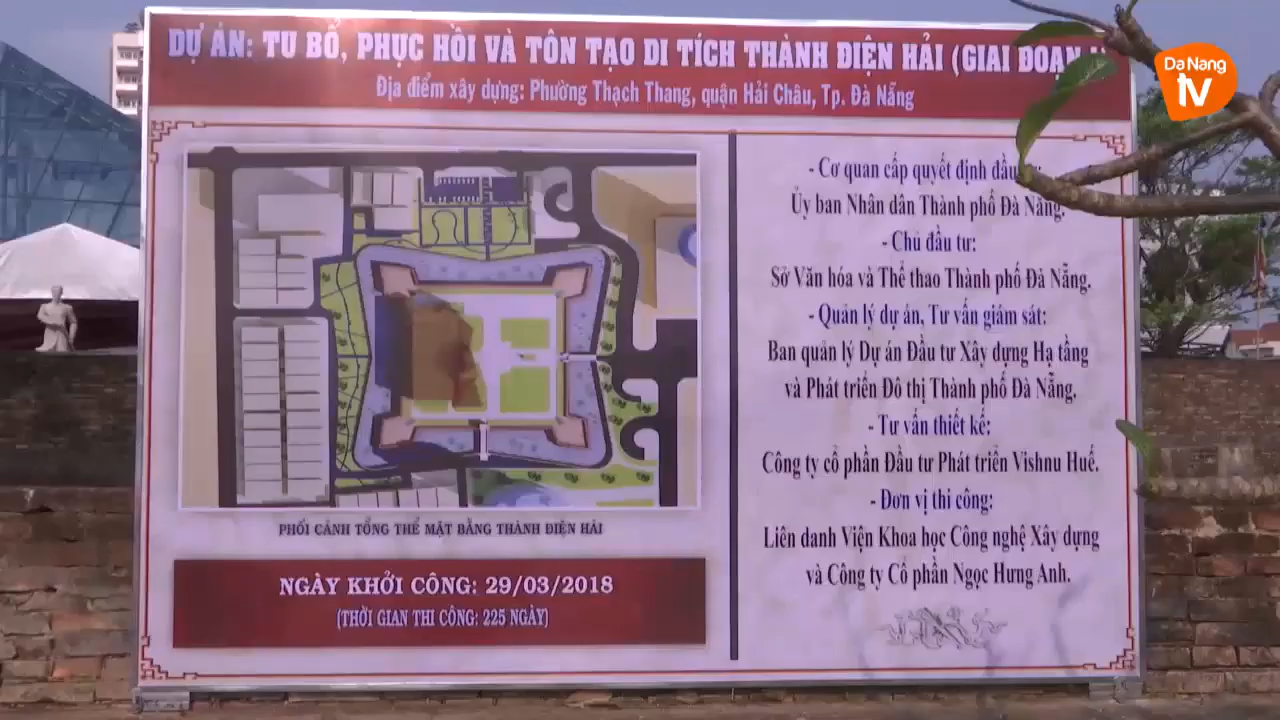 DỰ ÁN: TU BỔ, PHỤC HỒI VÀ TÔN TẠO DI TÍCH THÀNH ĐIỆN HẢI (GIAI ĐOẠN
Địa điểm xây dựng: Phường Thạch Thang, quận Hải Châu, Tp. Đà Nẵng
Da Nang
tv
- Cơ quan cấp quyết định đầu
Ủy ban Nhân dân Thành phố Đà Nẵng.
- Chủ đầu tư:
Sở Văn hóa và Thể thao Thành phố Đà Nẵng.
- Quản lý dự án, Tư vấn giám sát:
Ban quản lý Dự án Đầu tư Xây dựng Hạ tầng
và Phát triển Đô thị Thành phố Đà Nẵng.
- Tư vấn thiết kế:
Công ty cổ phần Đầu tư Phát triển Vishnu Huế.
- Đơn vị thi công:
Liên danh Viện Khoa học Công nghệ Xây dựng
và Công ty Cổ phần Ngọc Hưng Anh.
PHỐI CẢNH TỔNG THỂ MẶT BẰNG THÀNH ĐIỆN HẢI
NGÀY KHỞI CÔNG: 29/03/2018
(THỜI GIAN THI CÔNG: 225 NGÀY)